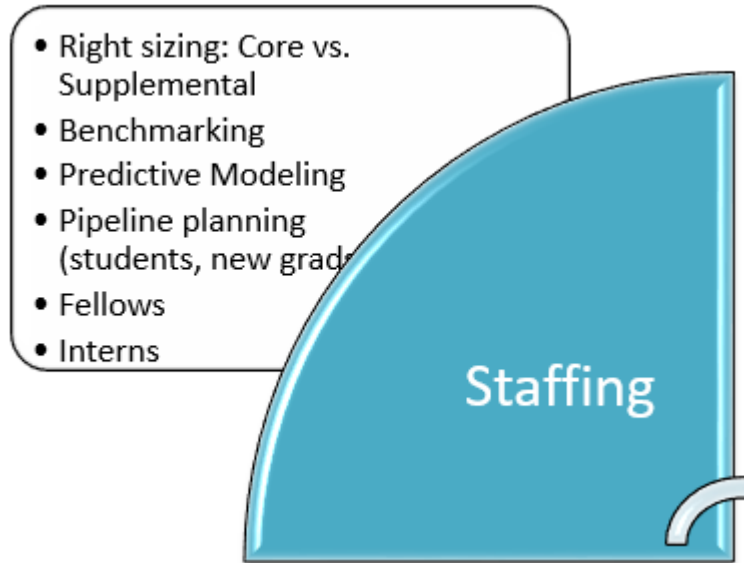 • Right sizing: Core vs.
Supplemental
• Benchmarking
• Predictive Modeling
• Pipeline planning
(students, new grads
• Fellows
• Interns
Staffing